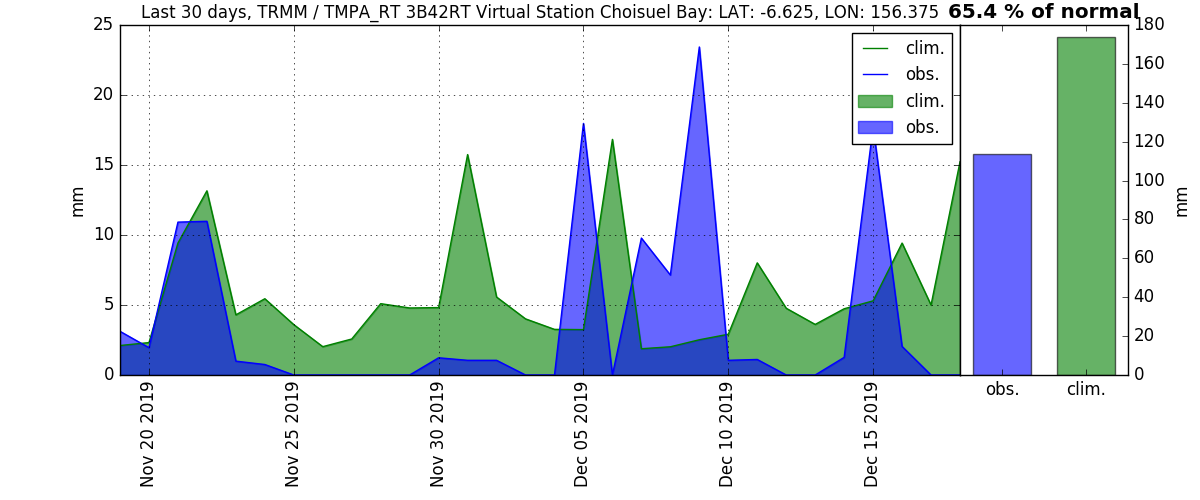 Last 30 days, TRMM / TMPA_RT 3B42RT Virtual Station Choisuel Bay: LAT: -6.625, LON: 156.375 65.4 % of normal
25
20
15
10
5
0
mm
clim.
obs.
clim.
obs.
Nov 20 2019
Nov 25 2019
Nov 30 2019
Dec 05 2019
Dec 10 2019
Dec 15 2019
180
160
140
120
100
80
60
40
20
0
mm
obs. clim.